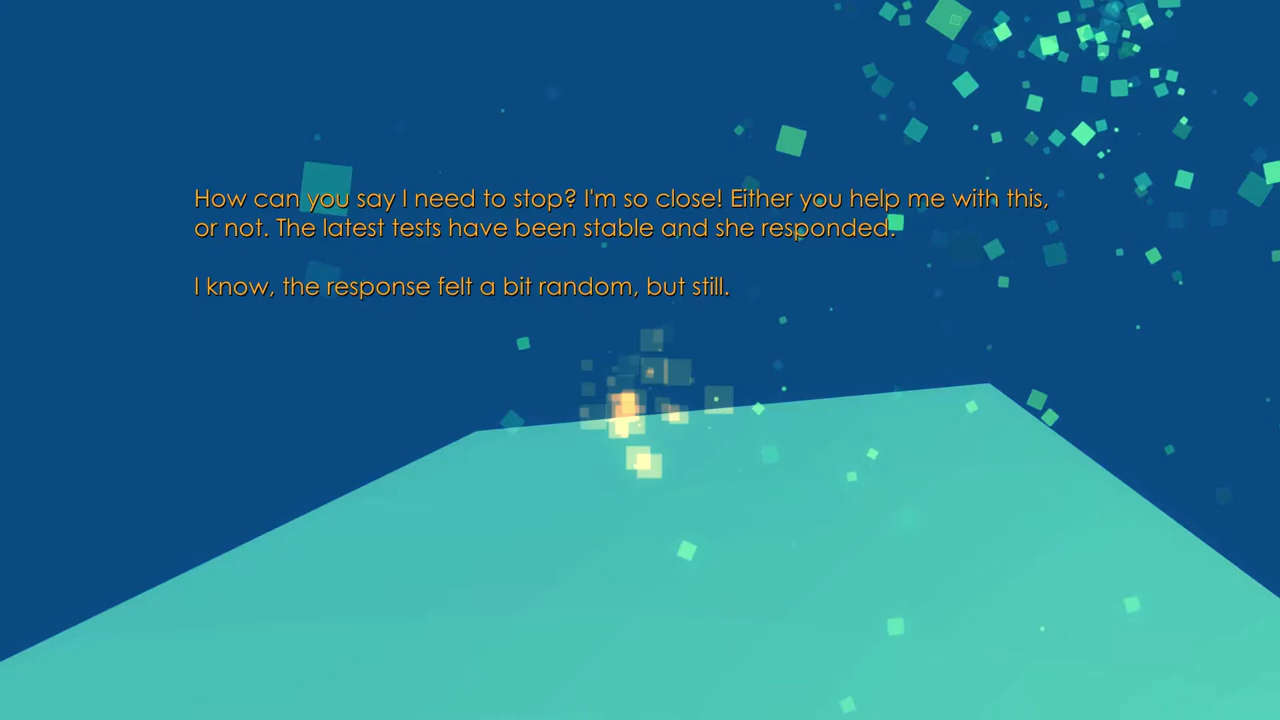 How can you say I need to stop? I'm so close! Either you help me with this,
or not. The latest tests have been stable and she responded.
I know, the response felt a bit random, but still.